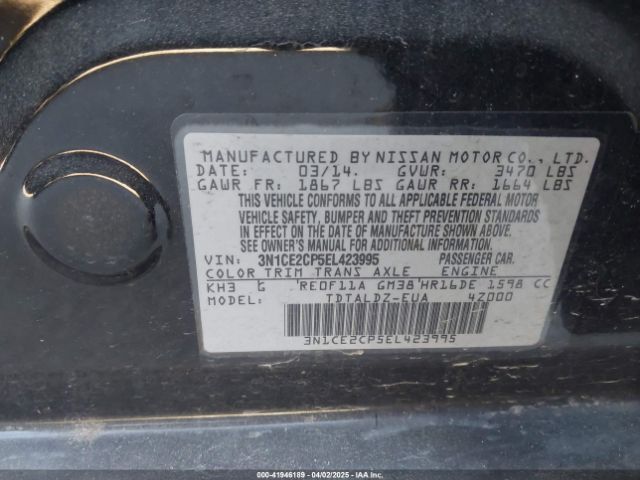 MANUFACTURED BY NISSAN MOTOR CO., LTD.
DATE: 03/14. GVWR: 3470 LBS
GAWR FR: 1867 LBS GAWR RR: 1664 LBS
THIS VEHICLE CONFORMS TO ALL APPLICABLE FEDERAL MOTOR
VEHICLE SAFETY, BUMPER AND THEFT PREVENTION STANDARDS
IN EFFECT ON THE DATE OF MANUFACTURE SHOWN ABOVE.
SEE OWNER'S MANUAL FOR ADDITIONAL INFORMATION.
VIN: 3N1CE2CP5EL423995 PASSENGER CAR.
COLOR TRIM TRANS AXLE ENGINE
KH3 G RE0F11A GM38 HR16DE 1598 CC
MODEL: TDTALDZ-EUA 4Z000
3N1CE2CP5EL423995
00-41946189 - 04/02/2025 - COPART